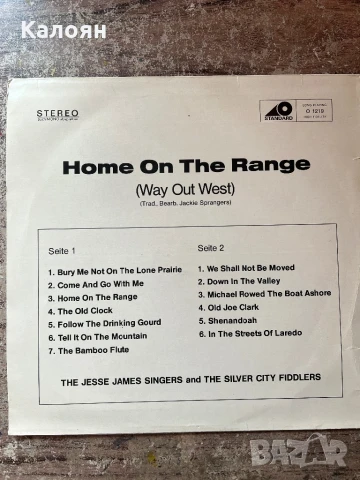 Калоян
STEREO
STANDARD
O 1219
Home On The Range
(Way Out West)
(Trad., Bearb. Jackie Sprangers)
Seite 1
1. Bury Me Not On The Lone Prairie
2. Come And Go With Me
3. Home On The Range
4. The Old Clock
5. Follow The Drinking Gourd
6. Tell It On The Mountain
7. The Bamboo Flute
Seite 2
1. We Shall Not Be Moved
2. Down In The Valley
3. Michael Rowed The Boat Ashore
4. Old Joe Clark
5. Shenandoah
6. In The Streets Of Laredo
THE JESSE JAMES SINGERS and THE SILVER CITY FIDDLERS
BAZAR